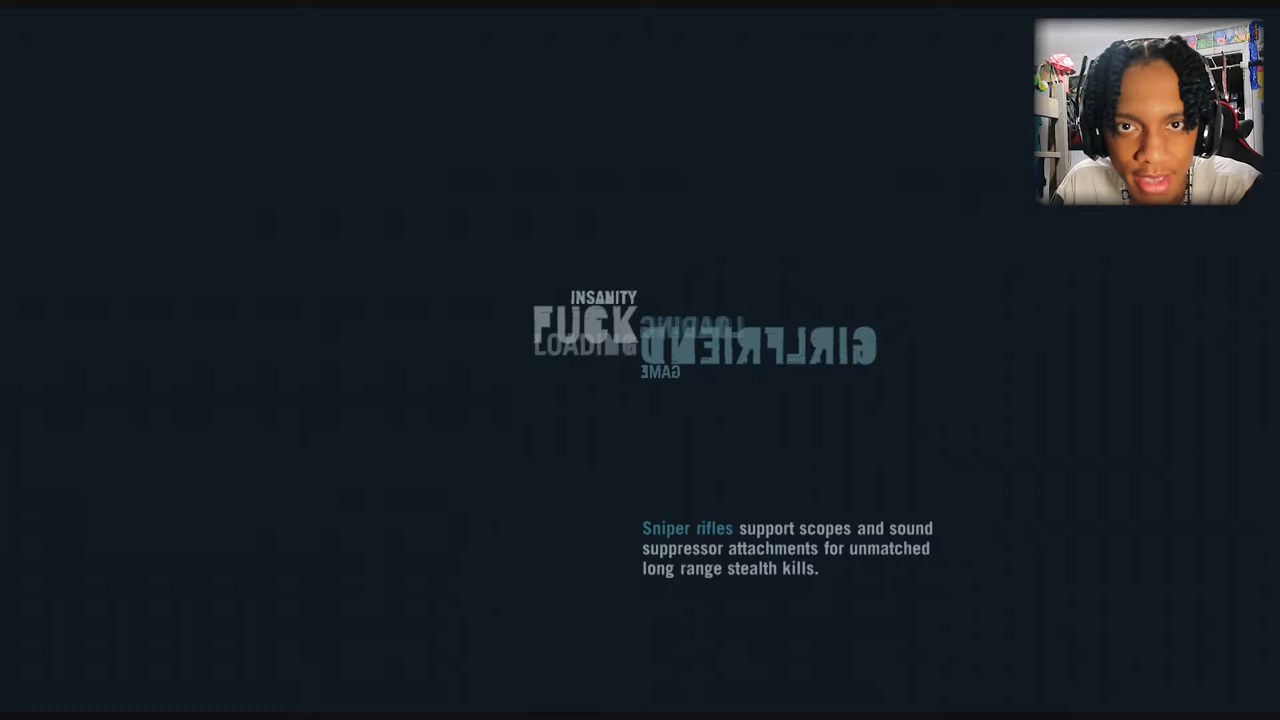 INSANITY
FUCK
LOADING
LOADING
GIRLFRIEND
GAME
Sniper rifles support scopes and sound
suppressor attachments for unmatched
long range stealth kills.